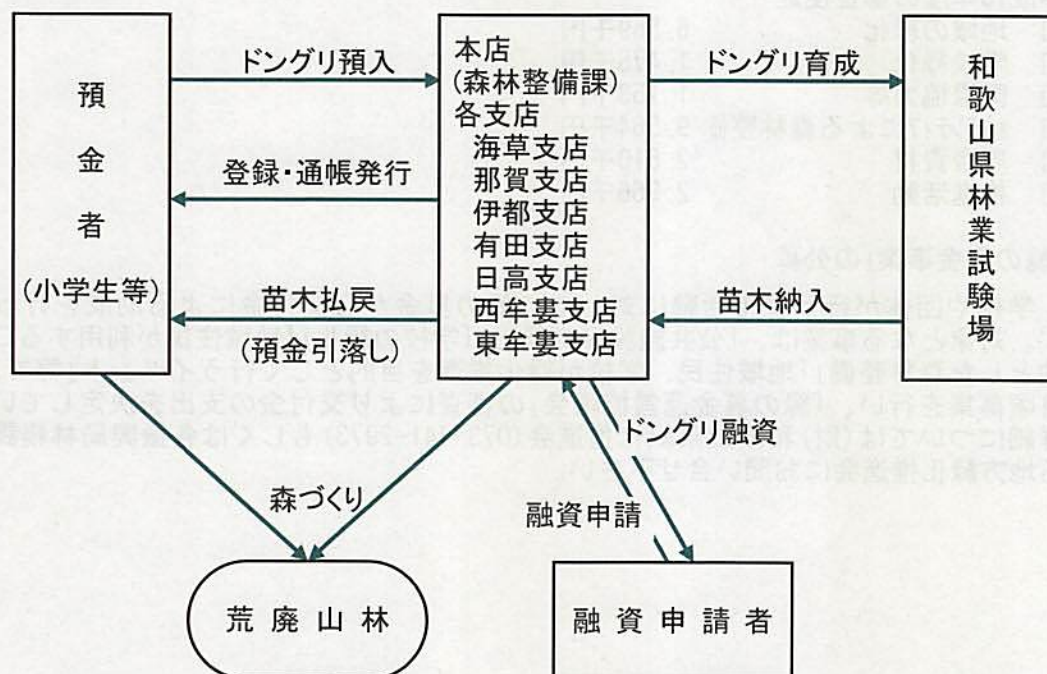 預金者
(小学生等)
ドングリ預入
登録・通帳発行
苗木払戻
(預金引落し)
本店
(森林整備課)
各支店
海草支店
那賀支店
伊都支店
有田支店
日高支店
西牟婁支店
東牟婁支店
ドングリ育成
苗木納入
和歌山県林業試験場
森づくり
ドングリ融資
融資申請
荒廃山林
融資申請者